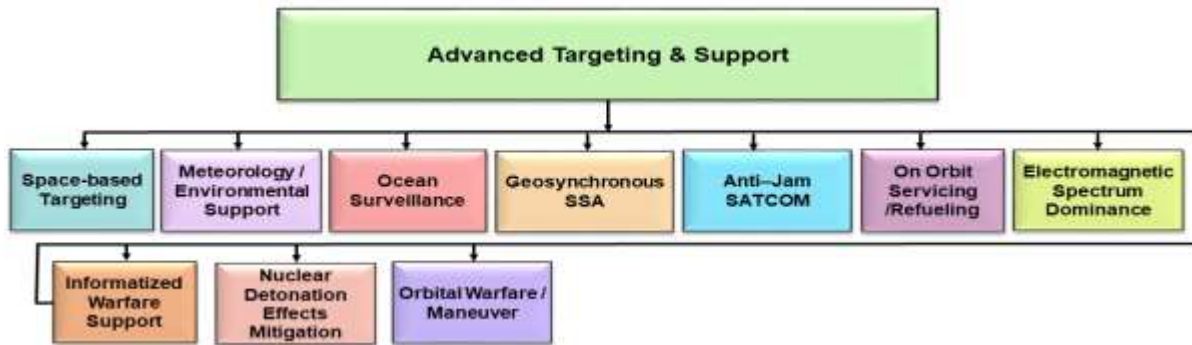 Advanced Targeting & Support
Space-based
Targeting
Meteorology /
Environmental
Support
Ocean
Surveillance
Geosynchronous
SSA
Anti–Jam
SATCOM
On Orbit
Servicing
/Refueling
Electromagnetic
Spectrum
Dominance
Informatized
Warfare
Support
Nuclear
Detonation
Effects
Mitigation
Orbital Warfare /
Maneuver